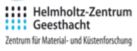 Helmholtz-Zentrum
Geesthacht
Zentrum für Material- und Küstenforschung